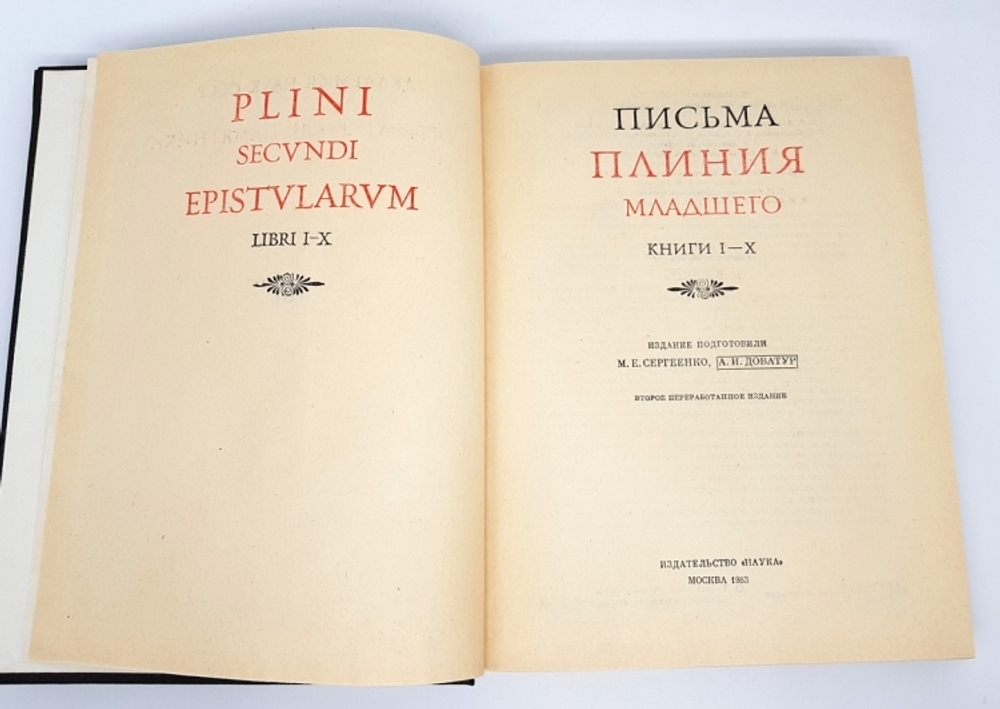 PLINI
SECVNDI
EPISTVLARVM
LIBRI I–X
ПИСЬМА
ПЛИНИЯ
МЛАДШЕГО
КНИГИ I—X
ИЗДАНИЕ ПОДГОТОВИЛИ
М. Е. СЕРГЕЕНКО, А. И. ДОВАТУР
ВТОРОЕ ПЕРЕРАБОТАННОЕ ИЗДАНИЕ
ИЗДАТЕЛЬСТВО «НАУКА»
МОСКВА 1983